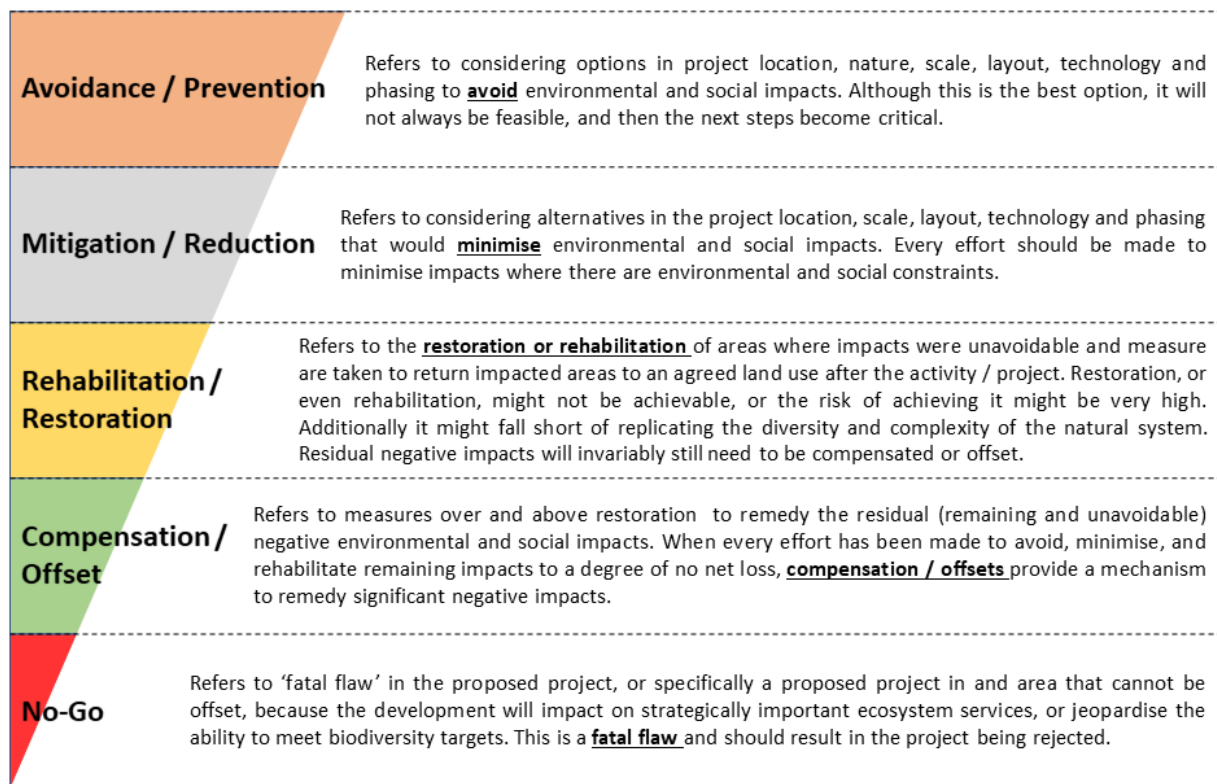 Avoidance / Prevention
Refers to considering options in project location, nature, scale, layout, technology and
phasing to avoid environmental and social impacts. Although this is the best option, it will
not always be feasible, and then the next steps become critical.
Mitigation / Reduction
Refers to considering alternatives in the project location, scale, layout, technology and phasing
that would minimise environmental and social impacts. Every effort should be made to
minimise impacts where there are environmental and social constraints.
Rehabilitation /
Restoration
Refers to the restoration or rehabilitation of areas where impacts were unavoidable and measure
are taken to return impacted areas to an agreed land use after the activity / project. Restoration, or
even rehabilitation, might not be achievable, or the risk of achieving it might be very high.
Additionally it might fall short of replicating the diversity and complexity of the natural system.
Residual negative impacts will invariably still need to be compensated or offset.
Compensation /
Offset
Refers to measures over and above restoration to remedy the residual (remaining and unavoidable)
negative environmental and social impacts. When every effort has been made to avoid, minimise, and
rehabilitate remaining impacts to a degree of no net loss, compensation / offsets provide a mechanism
to remedy significant negative impacts.
No-Go
Refers to ‘fatal flaw’ in the proposed project, or specifically a proposed project in and area that cannot be
offset, because the development will impact on strategically important ecosystem services, or jeopardise the
ability to meet biodiversity targets. This is a fatal flaw and should result in the project being rejected.